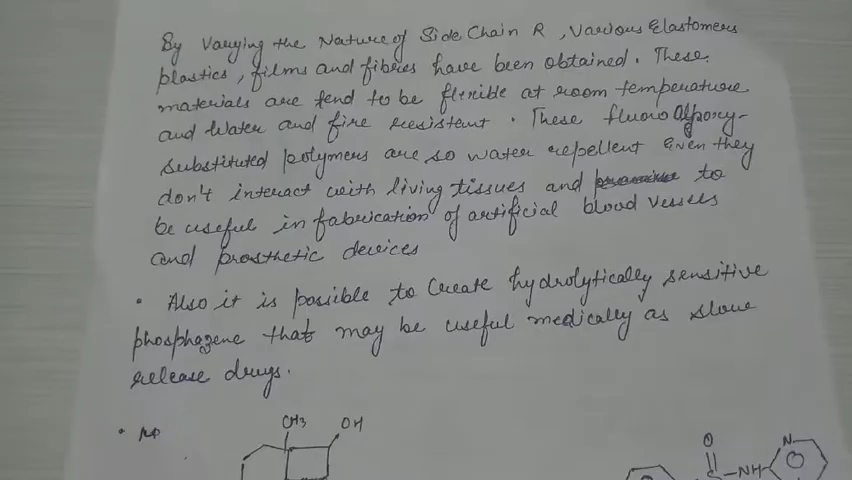 By Varying the Nature of Side Chain R, Various Elastomers
plastics, films and fibries have been obtained. These
materials are tend to be flexible at room temperature
and Water and fire resistent. These fluoro Alpoxy-
substituted polymers are so water repellent Even they
don't interact with living tissues and to
be useful in fabrication of artificial blood vessels
and prosthetic devices
• Also it is possible to Create hydrolytically sensitive
phosphazene that may be useful medically as slow
release drugs.
•
CH3 OH
O
S-NH
N